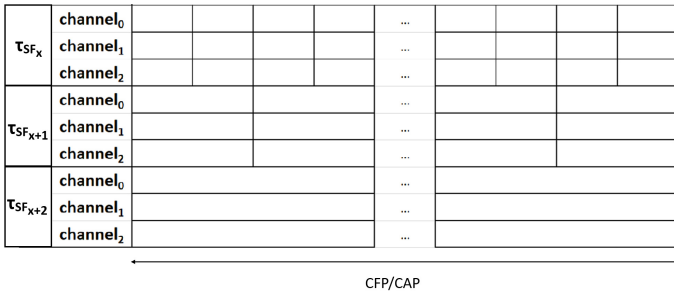 τSFx channel0 ...
channel1 ...
channel2 ...
τSFx+1 channel0 ...
channel1 ...
channel2 ...
τSFx+2 channel0 ...
channel1 ...
channel2 ...
CFP/CAP